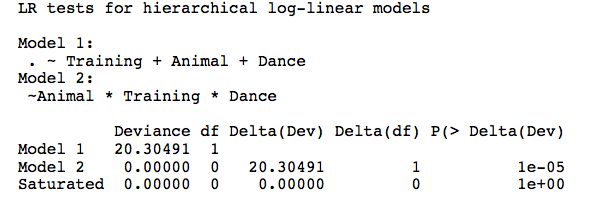 LR tests for hierarchical log-linear models
Model 1:
. ~ Training + Animal + Dance
Model 2:
~Animal * Training * Dance
Deviance df Delta(Dev) Delta(df) P(> Delta(Dev)
Model 1 20.30491 1
Model 2 0.00000 0 20.30491 1 1e-05
Saturated 0.00000 0 0.00000 0 1e+00